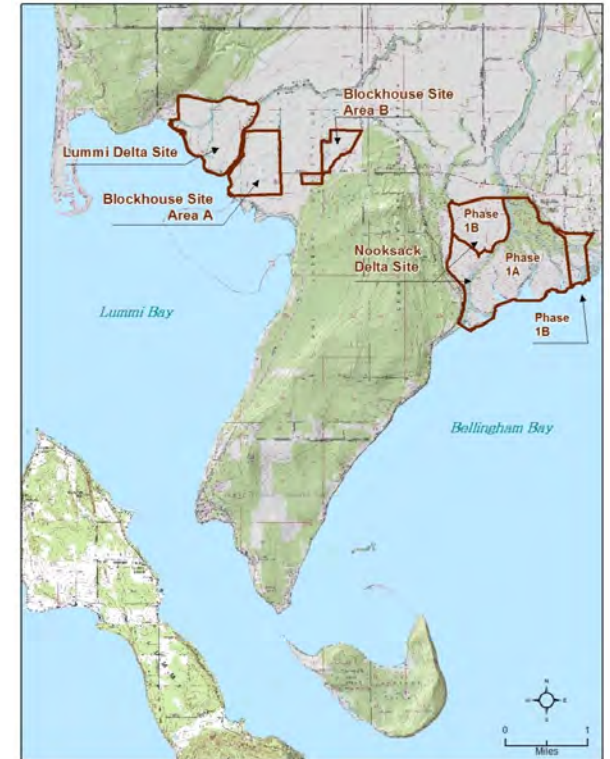 Blockhouse Site
Area B
Lummi Delta Site
Blockhouse Site
Area A
Phase
1B
Nooksack
Delta Site
Phase
1A
Phase
1B
Lummi Bay
Bellingham Bay
N
W
E
S
0
1
Miles